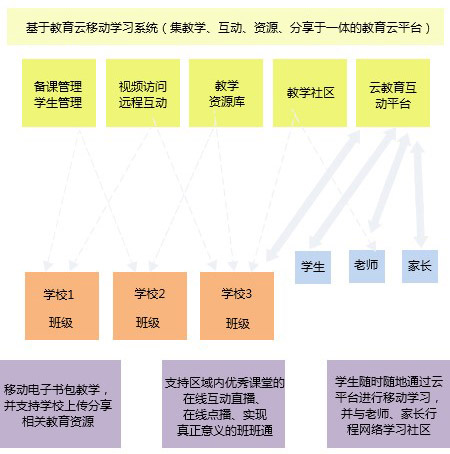 基于教育云移动学习系统（集教学、互动、资源、分享于一体的教育云平台）
备课管理
学生管理
视频访问
远程互动
教学
资源库
教学社区
云教育互
动平台
学生
老师
家长
学校1
班级
学校2
班级
学校3
班级
移动电子书包教学，
并支持学校上传分享
相关教育资源
支持区域内优秀课堂的
在线互动直播、
在线点播、实现
真正意义的班班通
学生随时随地通过云
平台进行移动学习，
并与老师、家长行
程网络学习社区